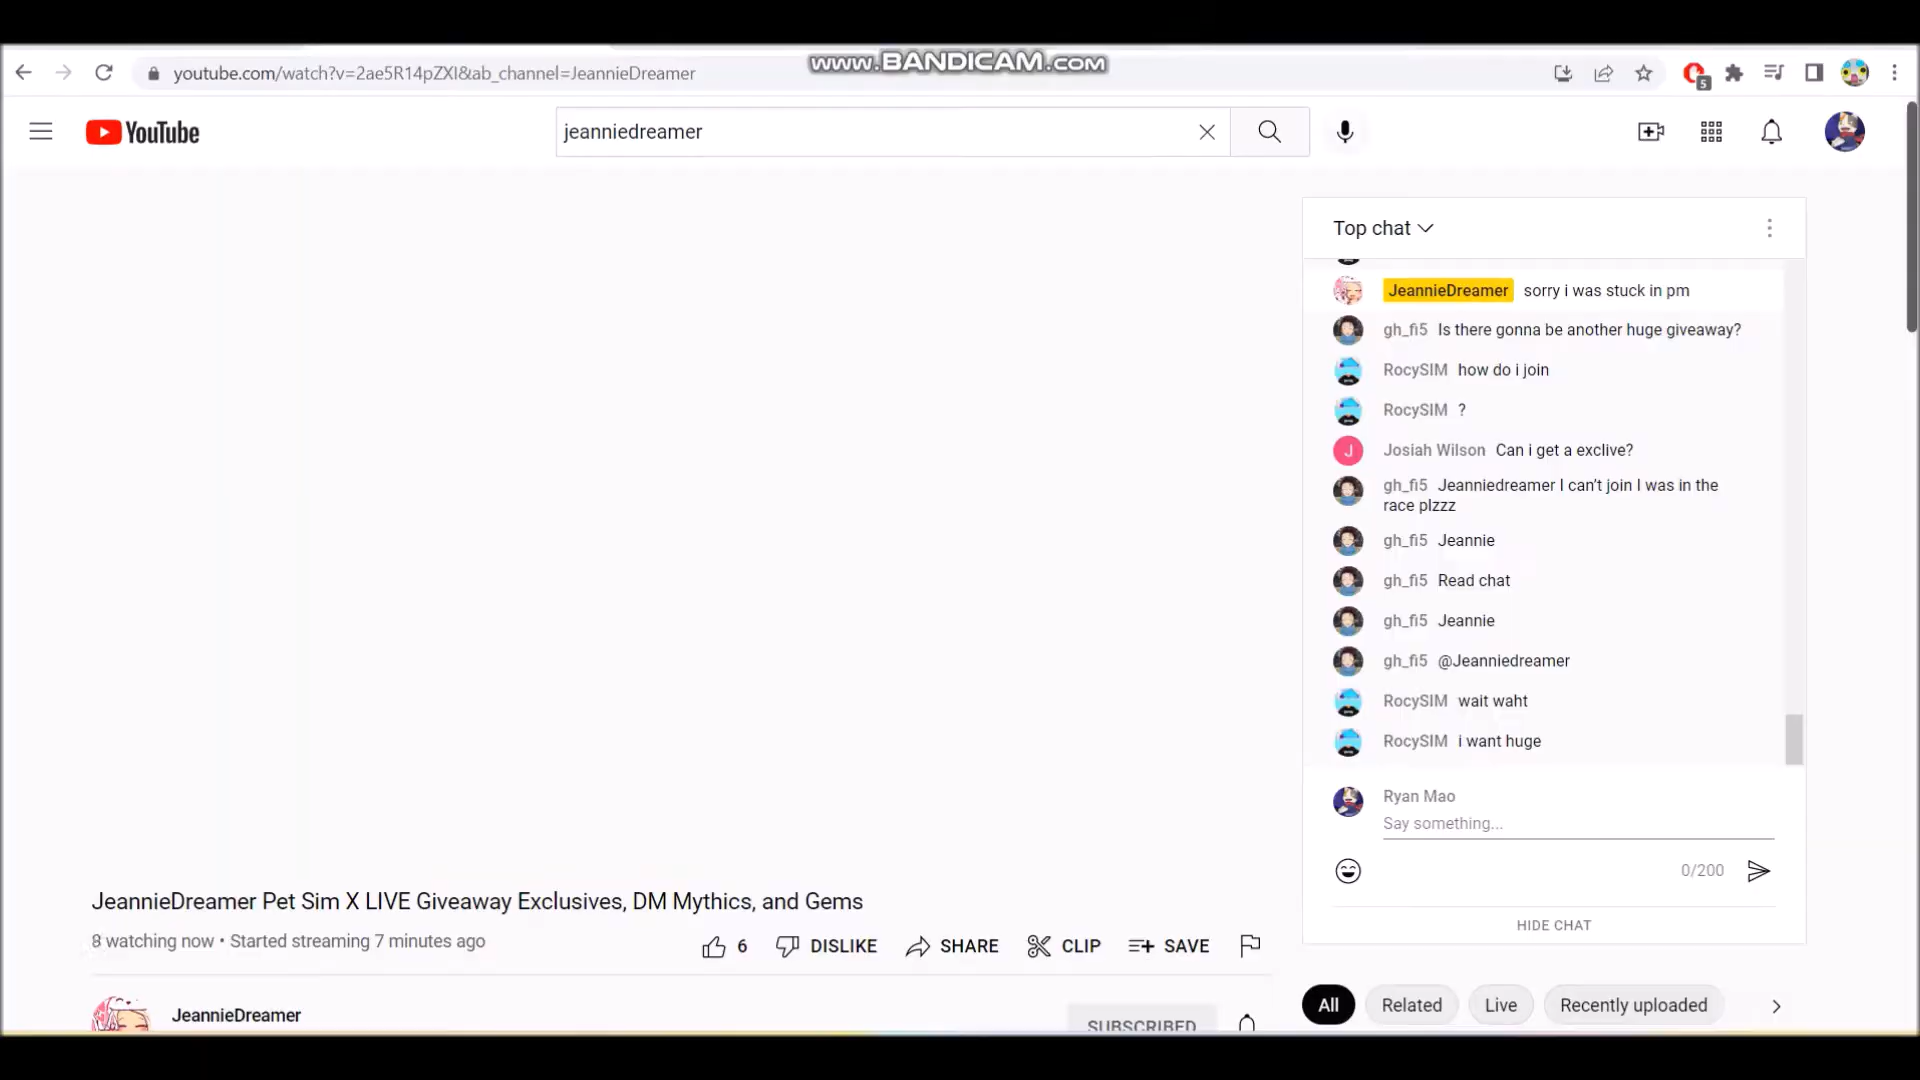 www.BANDICAM.com
youtube.com/watch?v=2ae5R14pZXI&ab_channel=JeannieDreamer
5
YouTube
jeanniedreamer
Top chat
JeannieDreamer sorry i was stuck in pm
gh_fi5 Is there gonna be another huge giveaway?
RocySIM how do i join
RocySIM ?
J
Josiah Wilson Can i get a exclive?
gh_fi5 Jeanniedreamer I can't join I was in the
race plzzz
gh_fi5 Jeannie
gh_fi5 Read chat
gh_fi5 Jeannie
gh_fi5 @Jeanniedreamer
RocySIM wait waht
RocySIM i want huge
Ryan Mao
Say something...
0/200
HIDE CHAT
JeannieDreamer Pet Sim X LIVE Giveaway Exclusives, DM Mythics, and Gems
8 watching now • Started streaming 7 minutes ago
6 DISLIKE SHARE CLIP SAVE
JeannieDreamer
SUBSCRIBED
All Related Live Recently uploaded